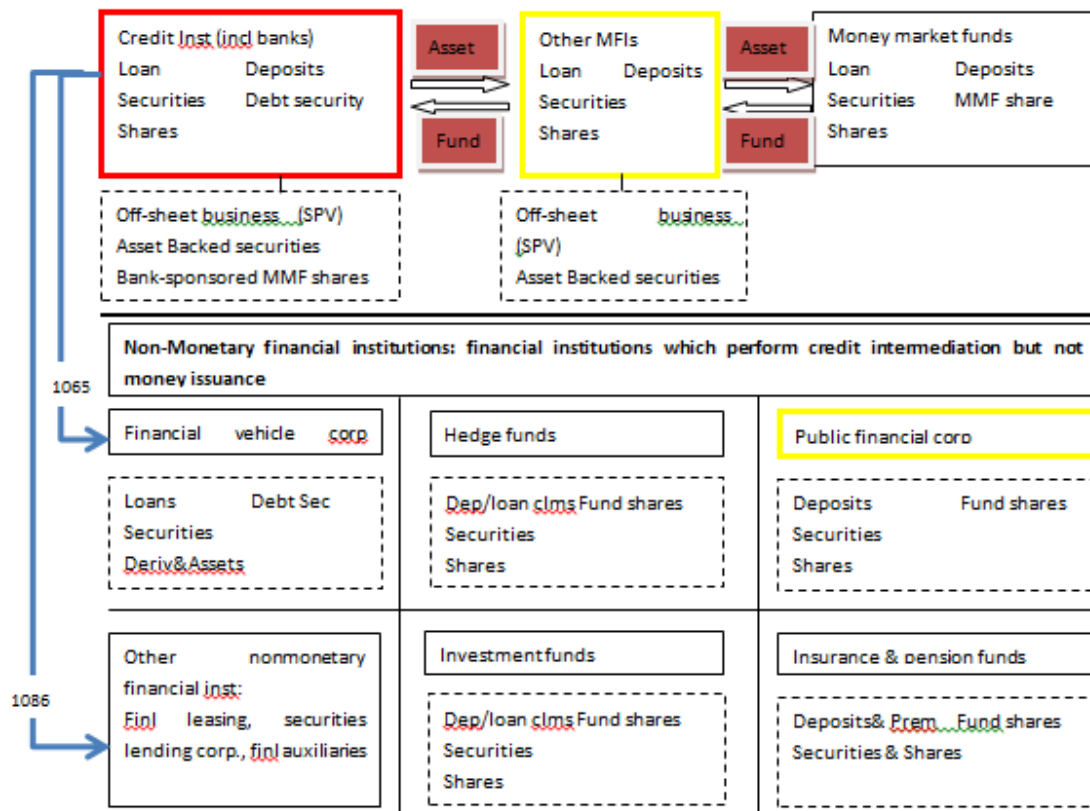 Credit Inst (incl banks)
Loan Deposits
Securities Debt security
Shares
Asset
Fund
Other MFIs
Loan Deposits
Securities
Shares
Asset
Fund
Money market funds
Loan Deposits
Securities MMF share
Shares
Off-sheet business (SPV)
Asset Backed securities
Bank-sponsored MMF shares
Off-sheet business
(SPV)
Asset Backed securities
Non-Monetary financial institutions: financial institutions which perform credit intermediation but not
money issuance
1065
Financial vehicle corp
Hedge funds
Public financial corp
Loans Debt Sec
Securities
Deriv&Assets
Dep/loan clms Fund shares
Securities
Shares
Deposits Fund shares
Securities
Shares
1086
Other nonmonetary
financial inst:
Finl leasing, securities
lending corp., finl auxiliaries
Investment funds
Dep/loan clms Fund shares
Securities
Shares
Insurance & pension funds
Deposits& Prem Fund shares
Securities & Shares